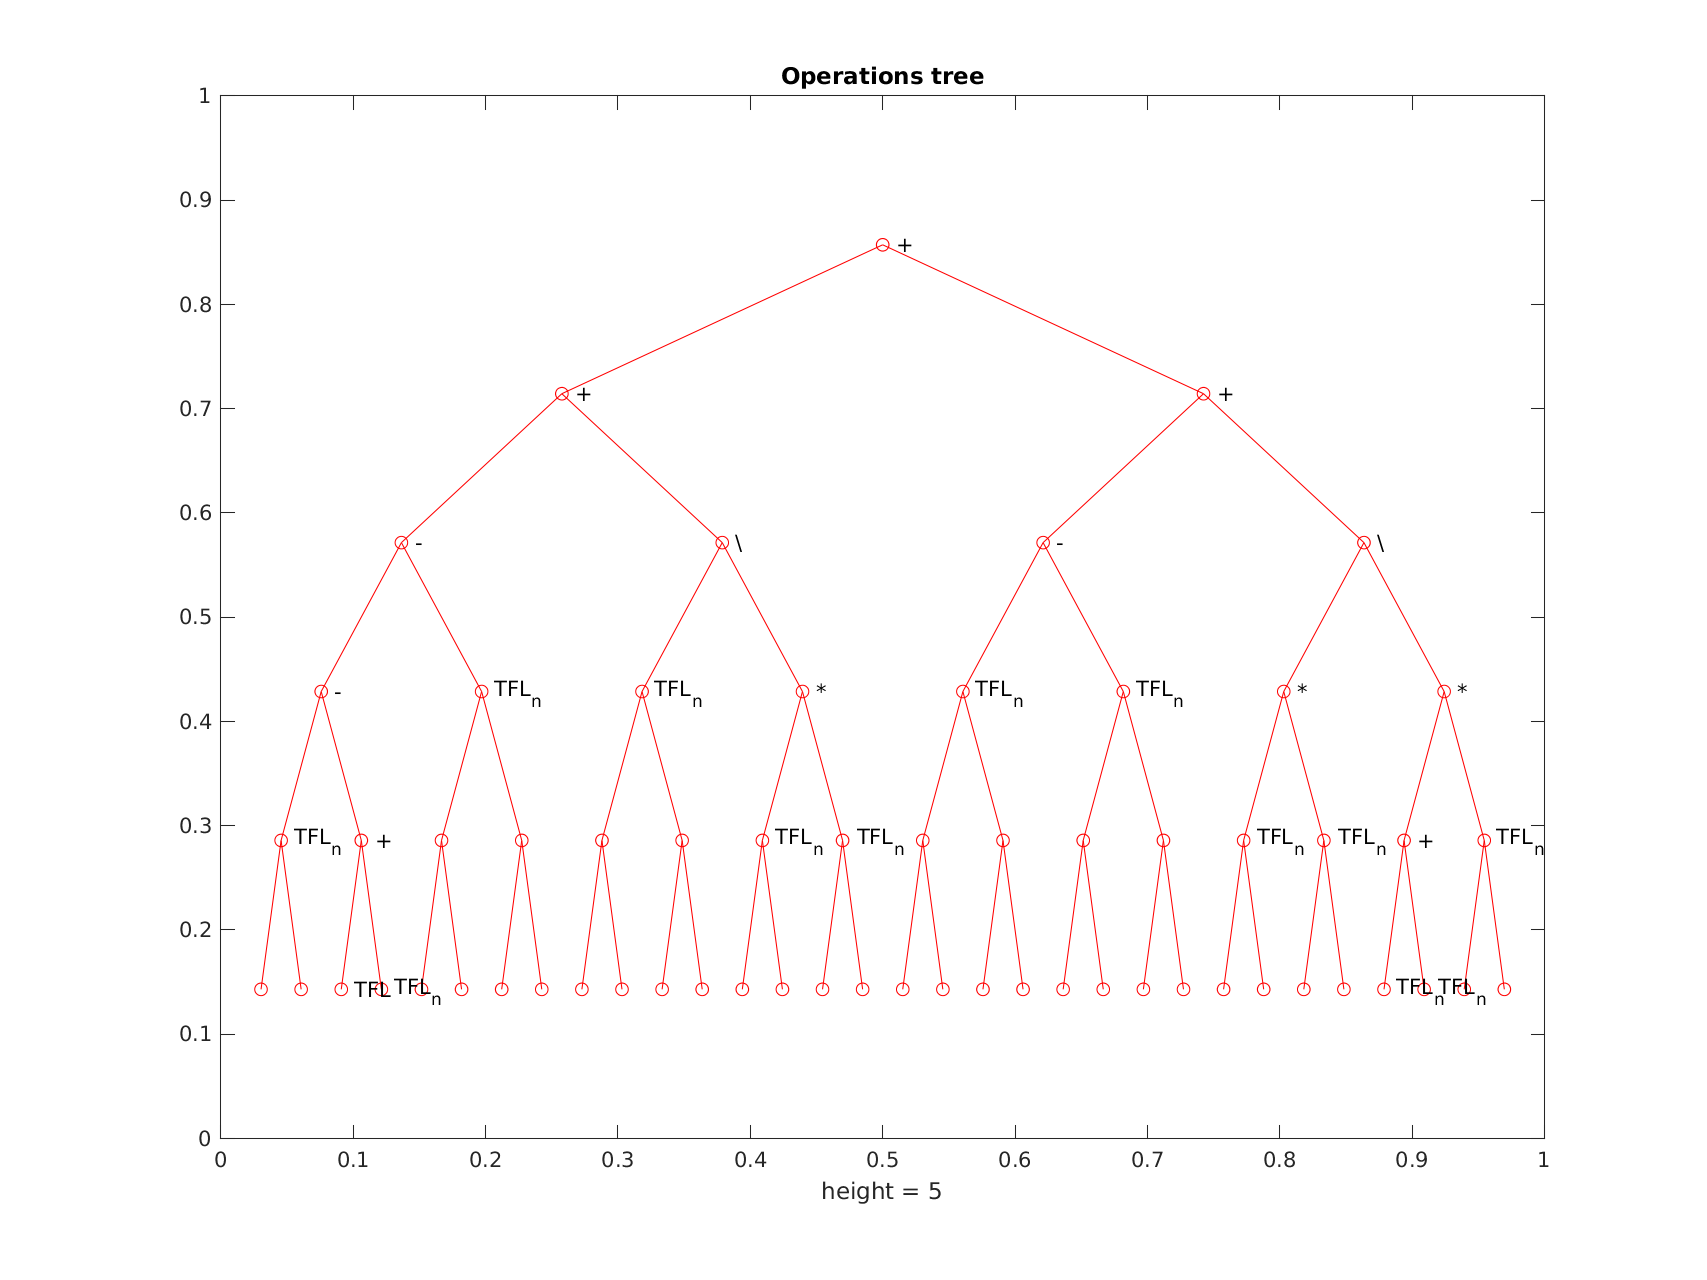 Operations tree
1
0.9
+
0.8
+ +
0.7
0.6
- \ - \
0.5
- TFLn TFLn * TFLn TFLn * *
0.4
0.3
TFLn + TFLn TFLn TFLn TFLn + TFLn
0.2
TFL TFLn TFLn TFLn
0.1
0
0 0.1 0.2 0.3 0.4 0.5 0.6 0.7 0.8 0.9 1
height = 5